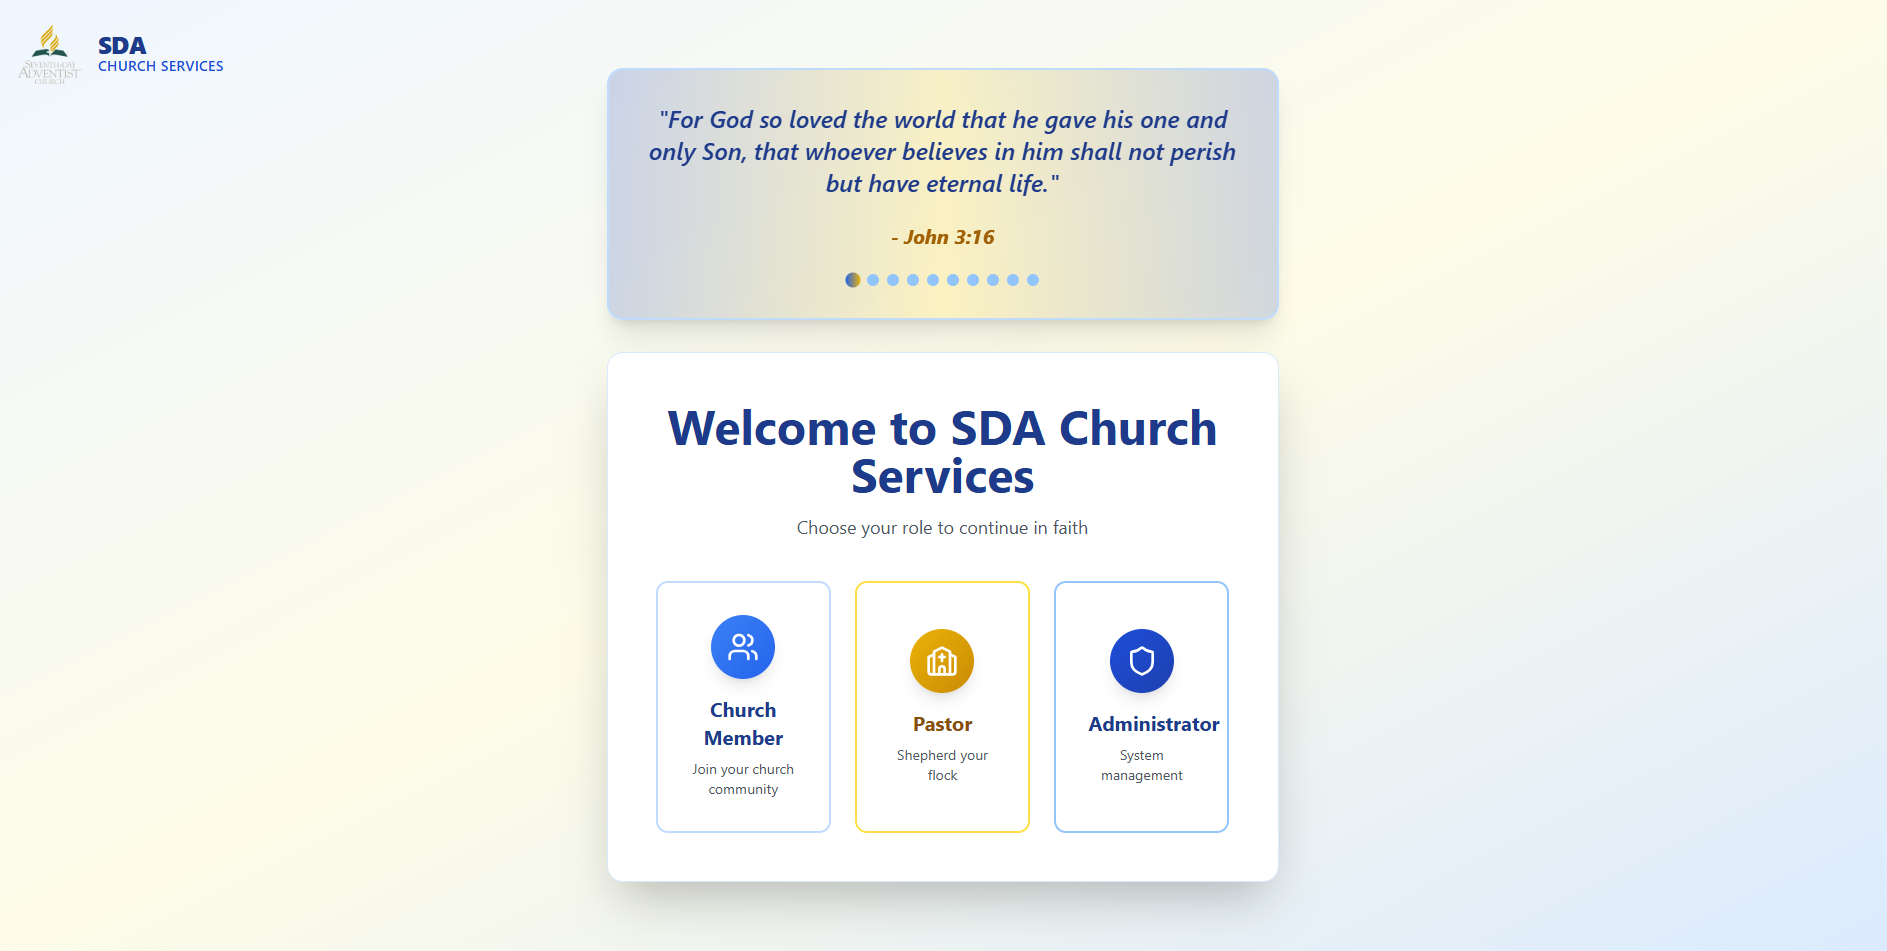 SEVENTH-DAY
ADVENTIST
CHURCH
SDA
CHURCH SERVICES
"For God so loved the world that he gave his one and
only Son, that whoever believes in him shall not perish
but have eternal life."
- John 3:16
Welcome to SDA Church
Services
Choose your role to continue in faith
Church
Member
Join your church
community
Pastor
Shepherd your
flock
Administrator
System
management